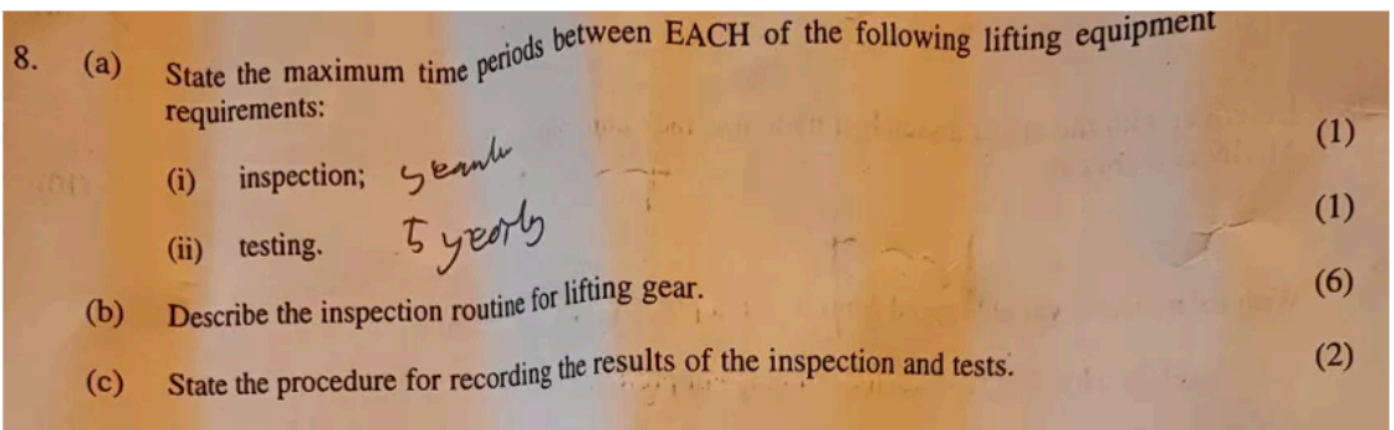 8. (a) State the maximum time periods between EACH of the following lifting equipment
requirements:
(1)
(i) inspection;
(1)
(ii) testing. 5 yearly
(b) Describe the inspection routine for lifting gear. (6)
(c) State the procedure for recording the results of the inspection and tests. (2)